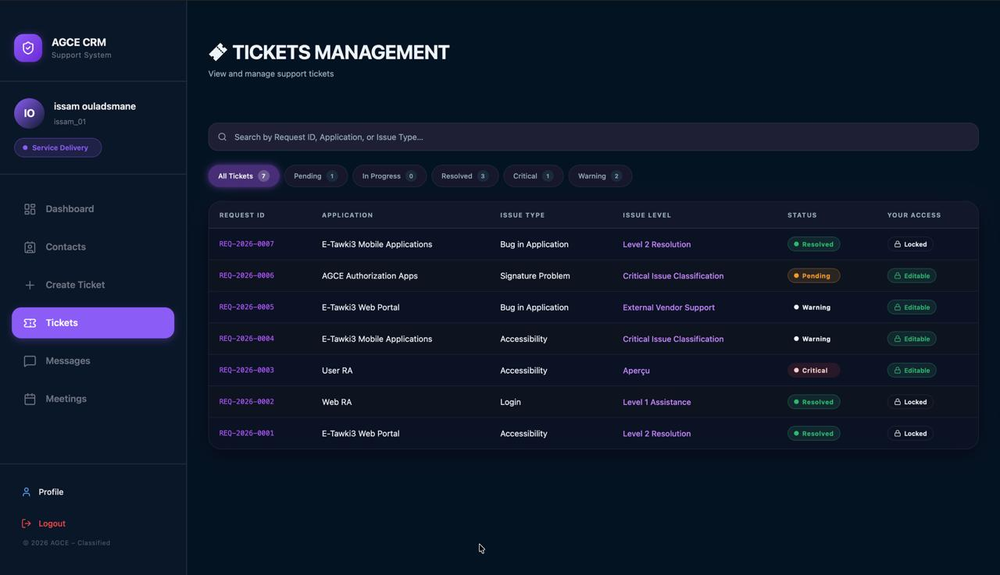 AGCE CRM
Support System
IO
issam ouladsmane
issam_01
Service Delivery
Dashboard
Contacts
Create Ticket
Tickets
Messages
Meetings
Profile
Logout
© 2026 AGCE – Classified
TICKETS MANAGEMENT
View and manage support tickets
Search by Request ID, Application, or Issue Type...
All Tickets 7 Pending 1 In Progress 0 Resolved 3 Critical 1 Warning 2
REQUEST ID APPLICATION ISSUE TYPE ISSUE LEVEL STATUS YOUR ACCESS
REQ-2026-0007 E-Tawki3 Mobile Applications Bug in Application Level 2 Resolution Resolved Locked
REQ-2026-0006 AGCE Authorization Apps Signature Problem Critical Issue Classification Pending Editable
REQ-2026-0005 E-Tawki3 Web Portal Bug in Application External Vendor Support Warning Editable
REQ-2026-0004 E-Tawki3 Mobile Applications Accessibility Critical Issue Classification Warning Editable
REQ-2026-0003 User RA Accessibility Aperçu Critical Editable
REQ-2026-0002 Web RA Login Level 1 Assistance Resolved Locked
REQ-2026-0001 E-Tawki3 Web Portal Accessibility Level 2 Resolution Resolved Locked